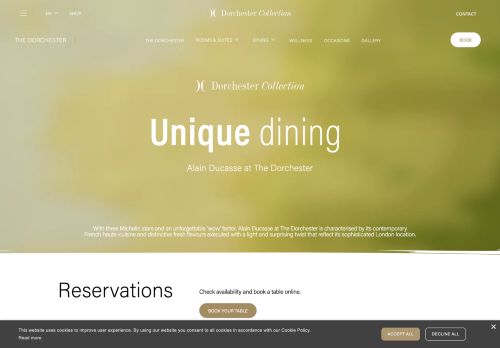 EN
SHOP
Dorchester Collection
CONTACT
THE DORCHESTER
THE DORCHESTER
ROOMS & SUITES
DINING
WELLNESS
OCCASIONS
GALLERY
BOOK
Dorchester Collection
Unique dining
Alain Ducasse at The Dorchester
With three Michelin stars and an unforgettable 'wow' factor, Alain Ducasse at The Dorchester is characterised by its contemporary
French haute-cuisine and distinctive fresh flavours executed with a light and surprising twist that reflect its sophisticated London location.
Reservations
Check availability and book a table online.
BOOK YOUR TABLE
This website uses cookies to improve user experience. By using our website you consent to all cookies in accordance with our Cookie Policy.
Read more
ACCEPT ALL
DECLINE ALL